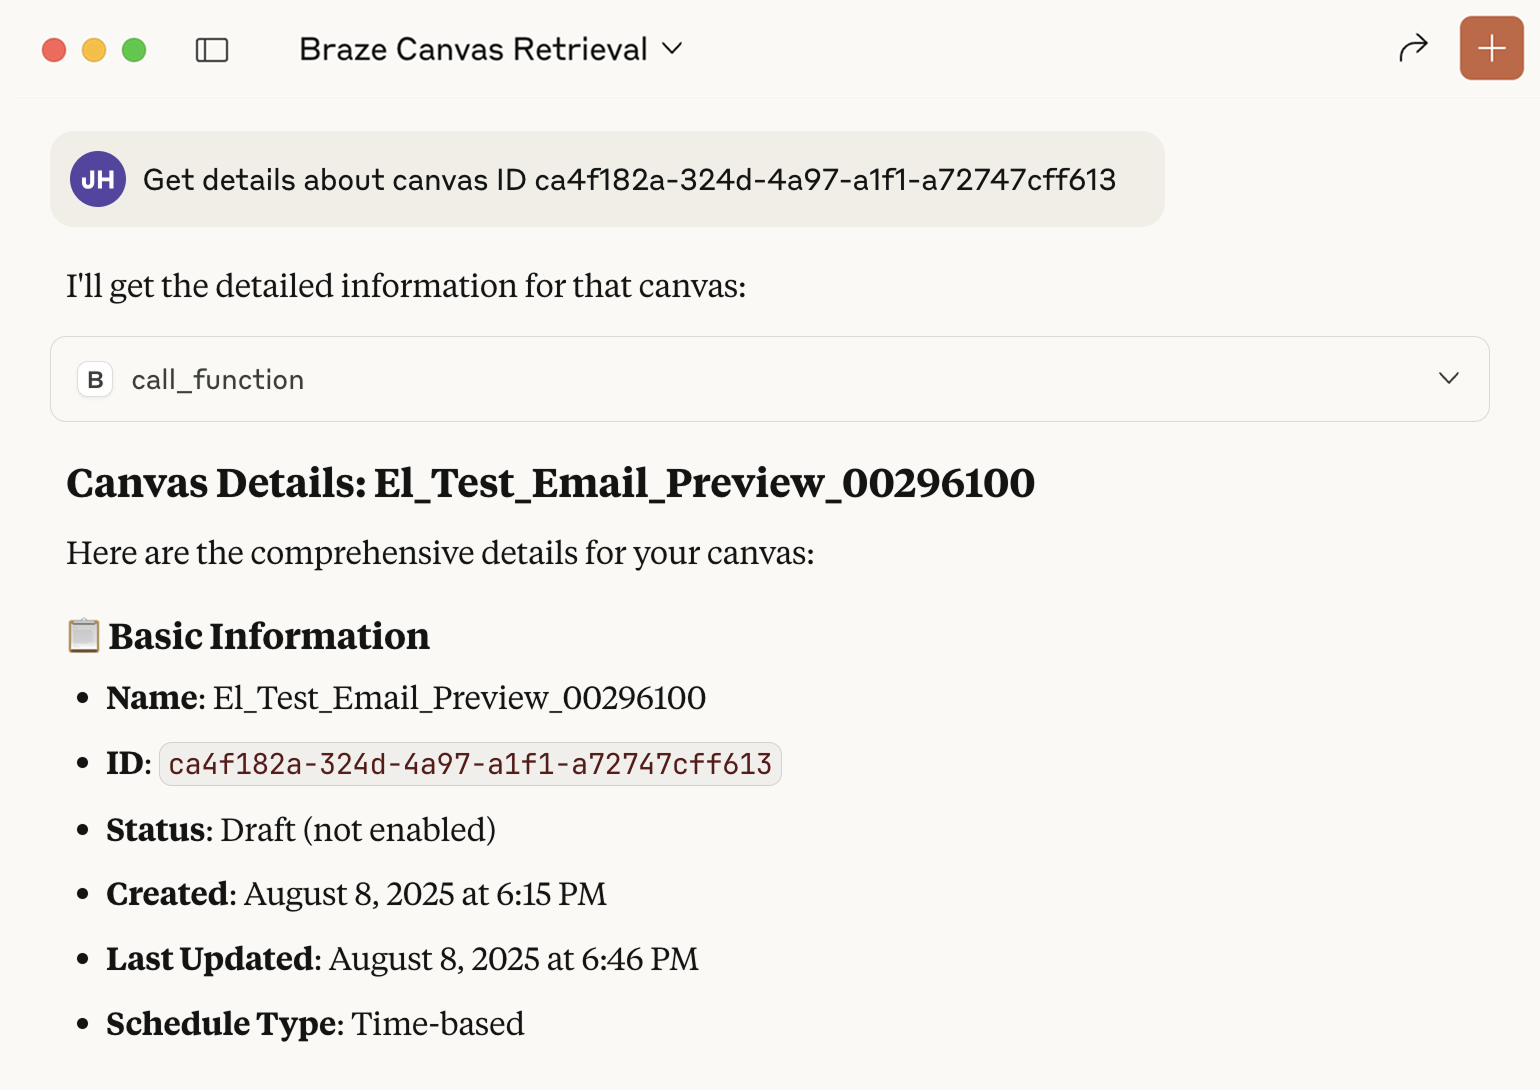 Braze Canvas Retrieval
JH
Get details about canvas ID ca4f182a-324d-4a97-a1f1-a72747cff613
I'll get the detailed information for that canvas:
B call_function
Canvas Details: El_Test_Email_Preview_00296100
Here are the comprehensive details for your canvas:
Basic Information
Name: El_Test_Email_Preview_00296100
ID: ca4f182a-324d-4a97-a1f1-a72747cff613
Status: Draft (not enabled)
Created: August 8, 2025 at 6:15 PM
Last Updated: August 8, 2025 at 6:46 PM
Schedule Type: Time-based